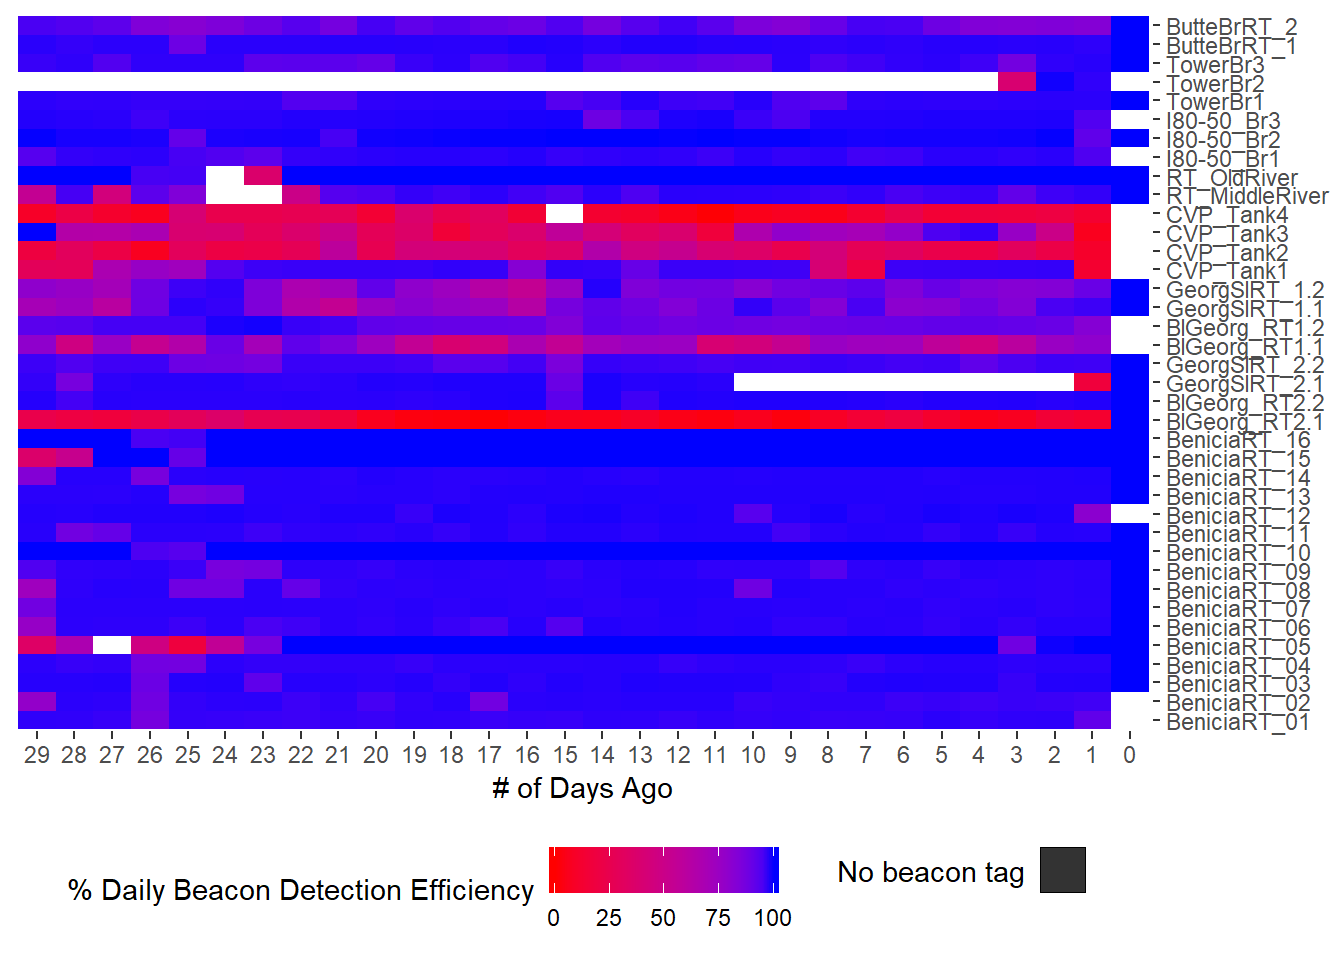 ButteBrRT_2
ButteBrRT_1
TowerBr3
TowerBr2
TowerBr1
I80-50_Br3
I80-50_Br2
I80-50_Br1
RT_OldRiver
RT_MiddleRiver
CVP_Tank4
CVP_Tank3
CVP_Tank2
CVP_Tank1
GeorgSlRT_1.2
GeorgSlRT_1.1
BlGeorg_RT1.2
BlGeorg_RT1.1
GeorgSlRT_2.2
GeorgSlRT_2.1
BlGeorg_RT2.2
BlGeorg_RT2.1
BeniciaRT_16
BeniciaRT_15
BeniciaRT_14
BeniciaRT_13
BeniciaRT_12
BeniciaRT_11
BeniciaRT_10
BeniciaRT_09
BeniciaRT_08
BeniciaRT_07
BeniciaRT_06
BeniciaRT_05
BeniciaRT_04
BeniciaRT_03
BeniciaRT_02
BeniciaRT_01
29 28 27 26 25 24 23 22 21 20 19 18 17 16 15 14 13 12 11 10 9 8 7 6 5 4 3 2 1 0
# of Days Ago
% Daily Beacon Detection Efficiency
0 25 50 75 100
No beacon tag